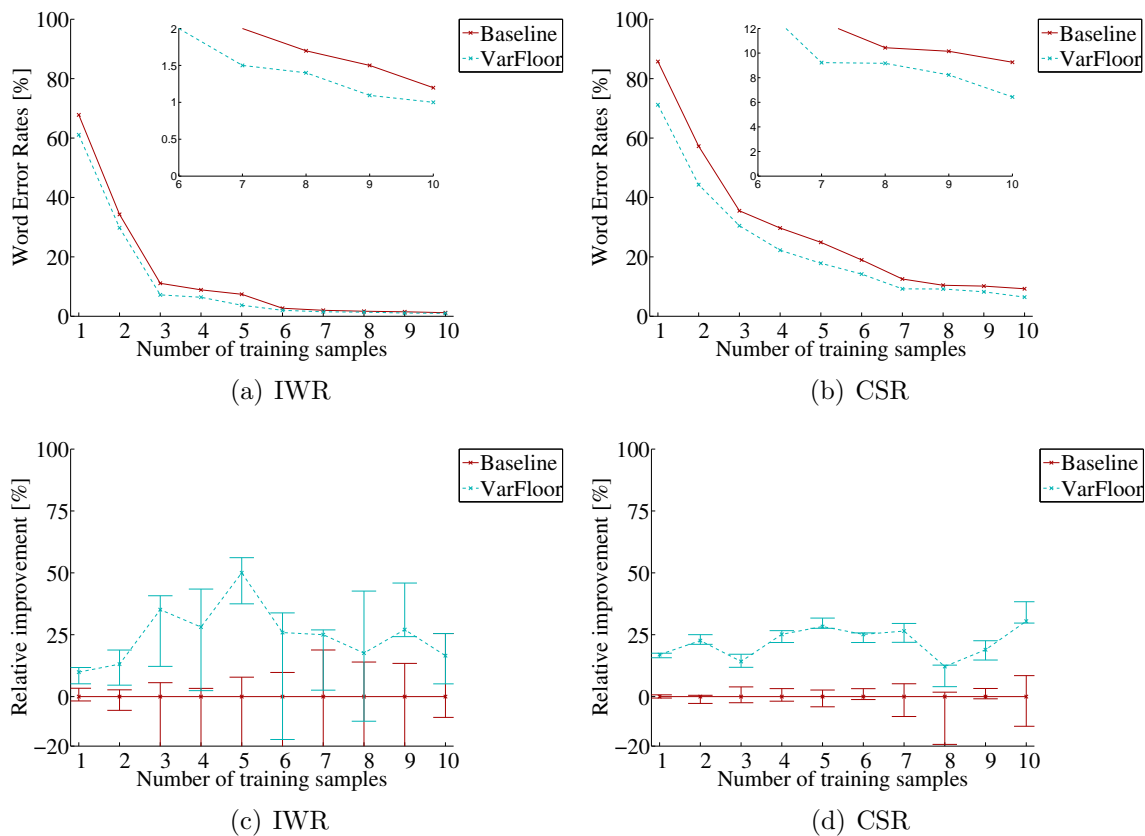 Baseline
VarFloor
Word Error Rates [%]
100
80
60
40
20
0
2
1.5
1
0.5
0
6 7 8 9 10
1 2 3 4 5 6 7 8 9 10
Number of training samples
(a) IWR
Baseline
VarFloor
Word Error Rates [%]
100
80
60
40
20
0
12
10
8
6
4
2
0
6 7 8 9 10
1 2 3 4 5 6 7 8 9 10
Number of training samples
(b) CSR
Baseline
VarFloor
Relative improvement [%]
100
75
50
25
0
−20
1 2 3 4 5 6 7 8 9 10
Number of training samples
(c) IWR
Baseline
VarFloor
Relative improvement [%]
100
75
50
25
0
−20
1 2 3 4 5 6 7 8 9 10
Number of training samples
(d) CSR